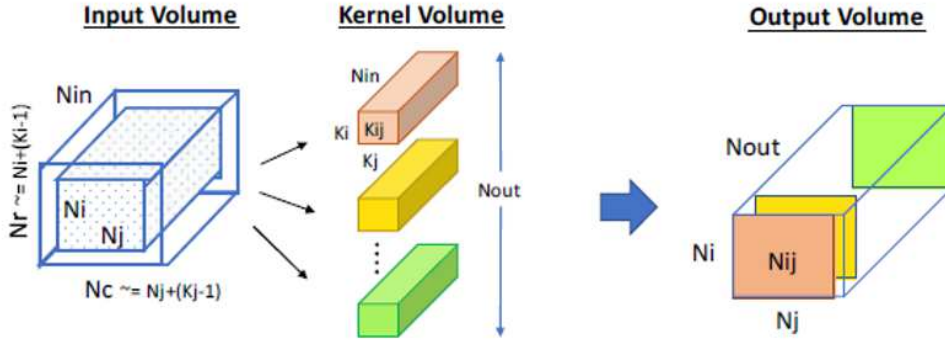 Input Volume
Kernel Volume
Output Volume
Nin
Nr ~= Ni+(Ki-1)
Ni
Nj
Nc ~= Nj+(Kj-1)
Nin
Ki
Kij
Kj
Nout
Nout
Ni
Nij
Nj